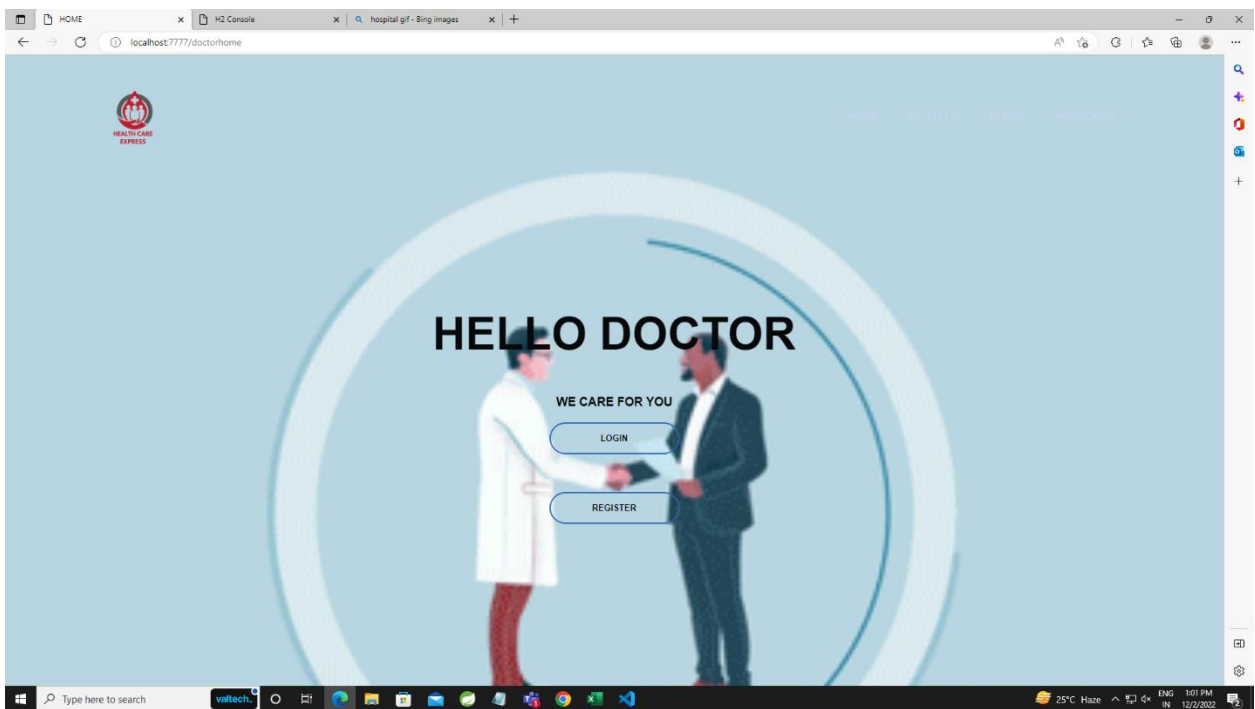 HOME
H2 Console
hospital gif - Bing images
localhost:7777/doctorhome
HEALTH CARE
EXPRESS
HOME
HELLO DOCTOR
WE CARE FOR YOU
LOGIN
REGISTER
Type here to search
valtech.
25°C Haze
ENG
IN
1:01 PM
12/2/2022